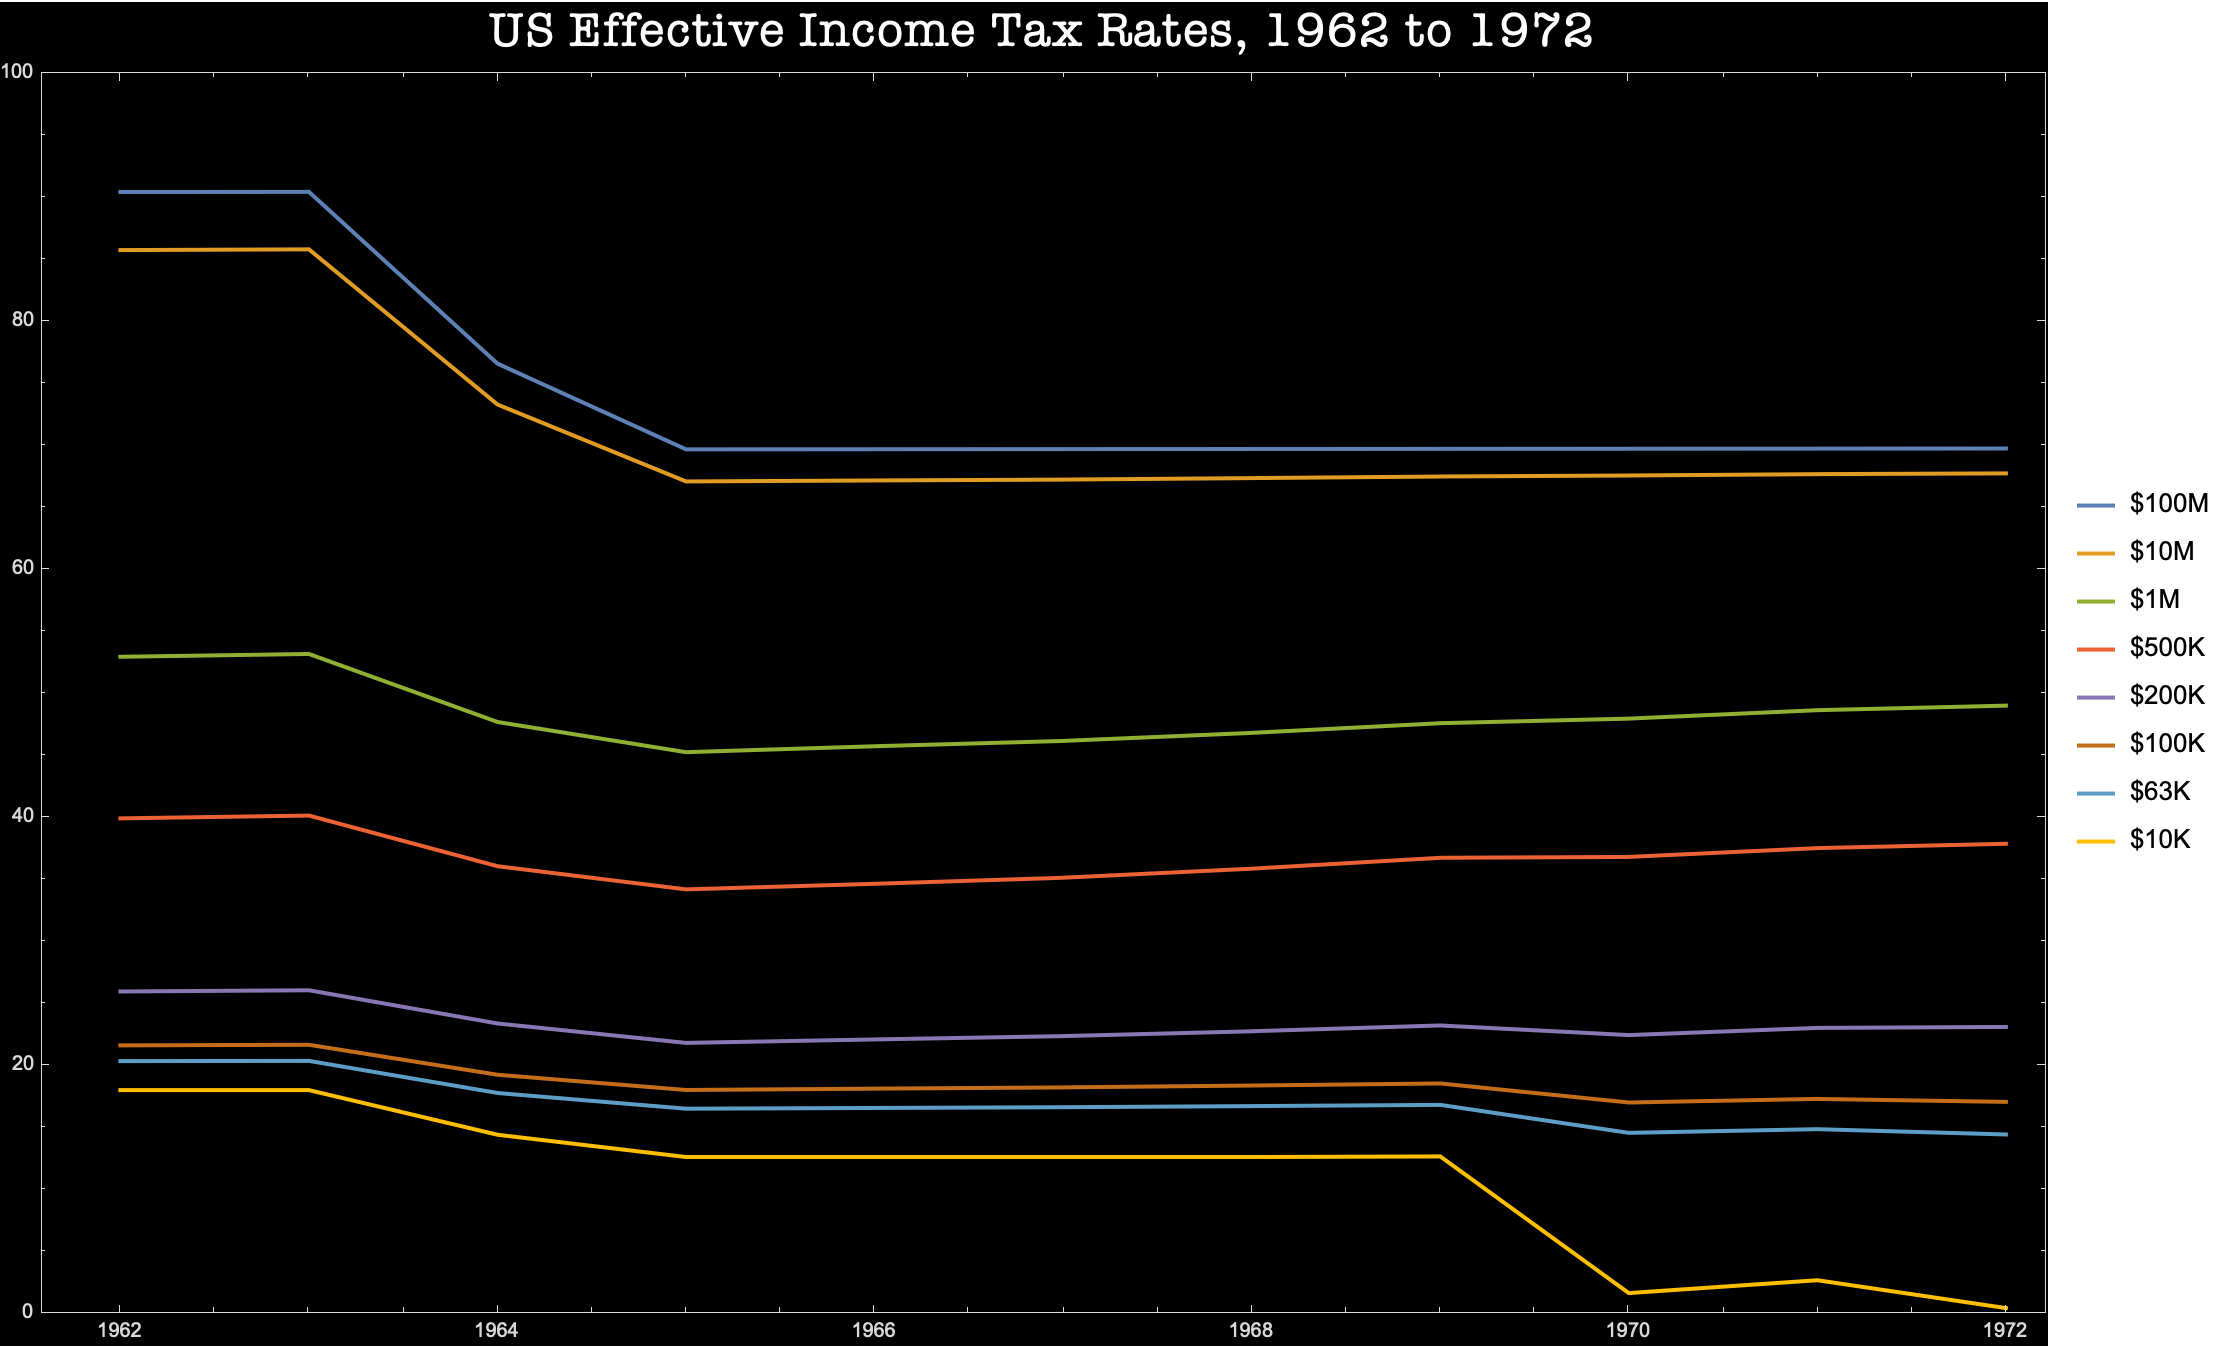 US Effective Income Tax Rates, 1962 to 1972
100
80
60
40
20
0
1962 1964 1966 1968 1970 1972
$100M
$10M
$1M
$500K
$200K
$100K
$63K
$10K